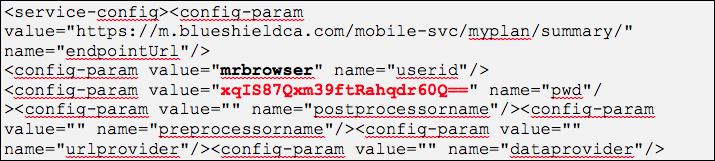 <service-config><config-param
value="https://m.blueshieldca.com/mobile-svc/myplan/summary/"
name="endpointUrl"/>
<config-param value="mrbrowser" name="userid"/>
<config-param value="xqIS87Qxm39ftRahqdr60Q==" name="pwd"/
><config-param value="" name="postprocessorname"/><config-param
value="" name="preprocessorname"/><config-param value=""
name="urlprovider"/><config-param value="" name="dataprovider"/>